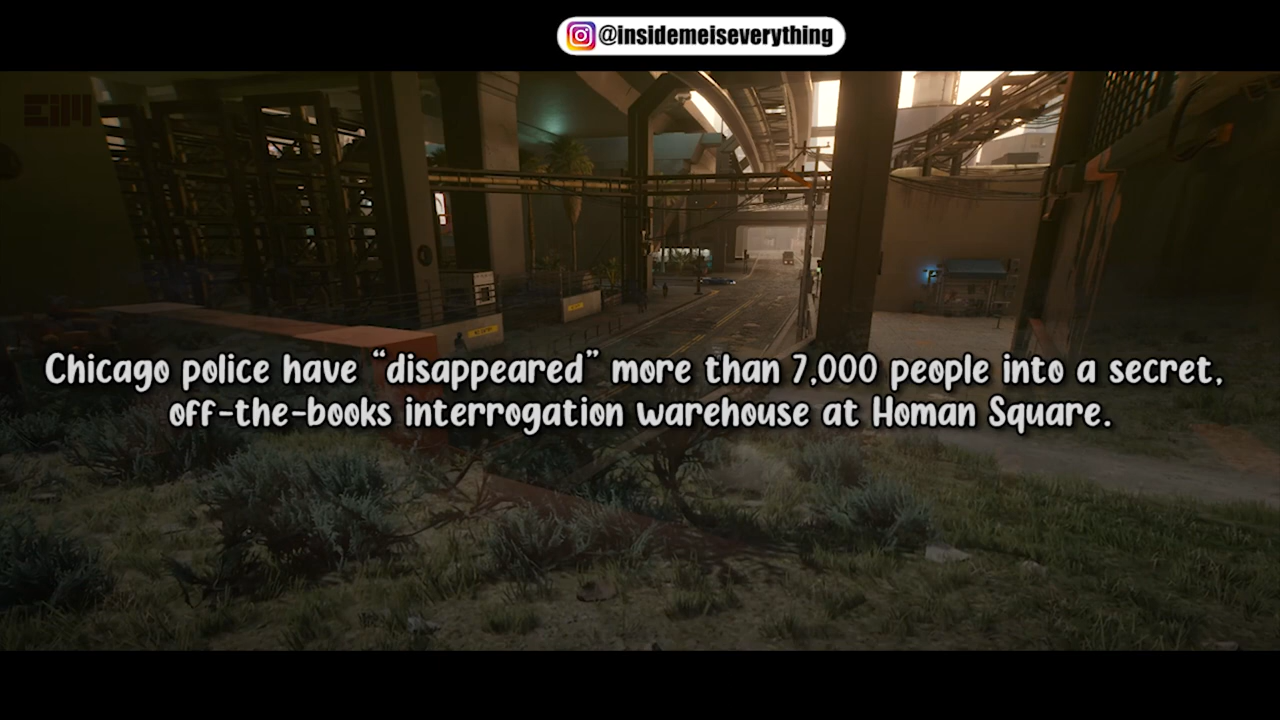 @insidemeiseverything
EIM
Chicago police have “disappeared” more than 7,000 people into a secret,
off-the-books interrogation warehouse at Homan Square.